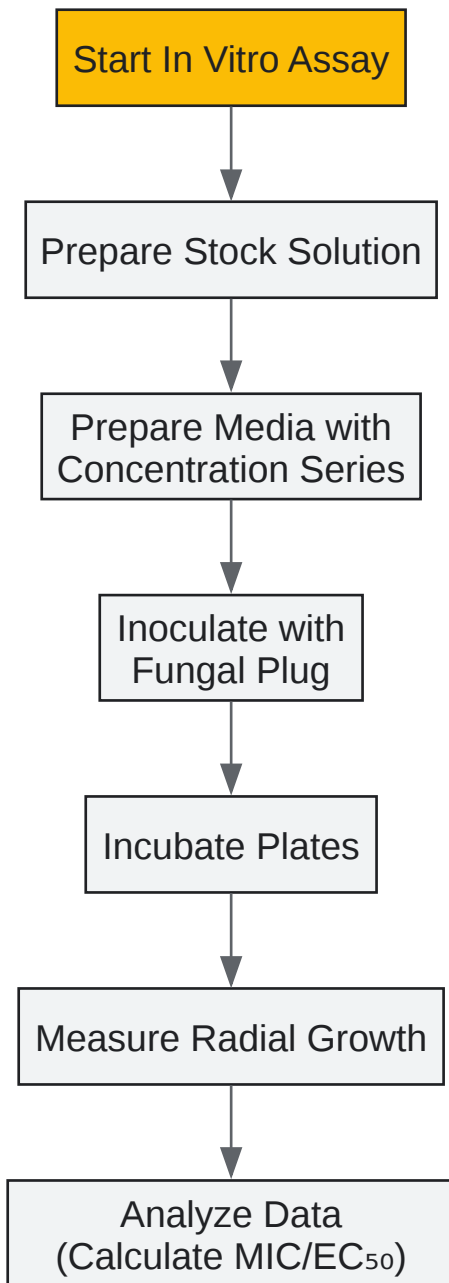 Start In Vitro Assay
Prepare Stock Solution
Prepare Media with
Concentration Series
Inoculate with
Fungal Plug
Incubate Plates
Measure Radial Growth
Analyze Data
(Calculate MIC/EC₅₀)